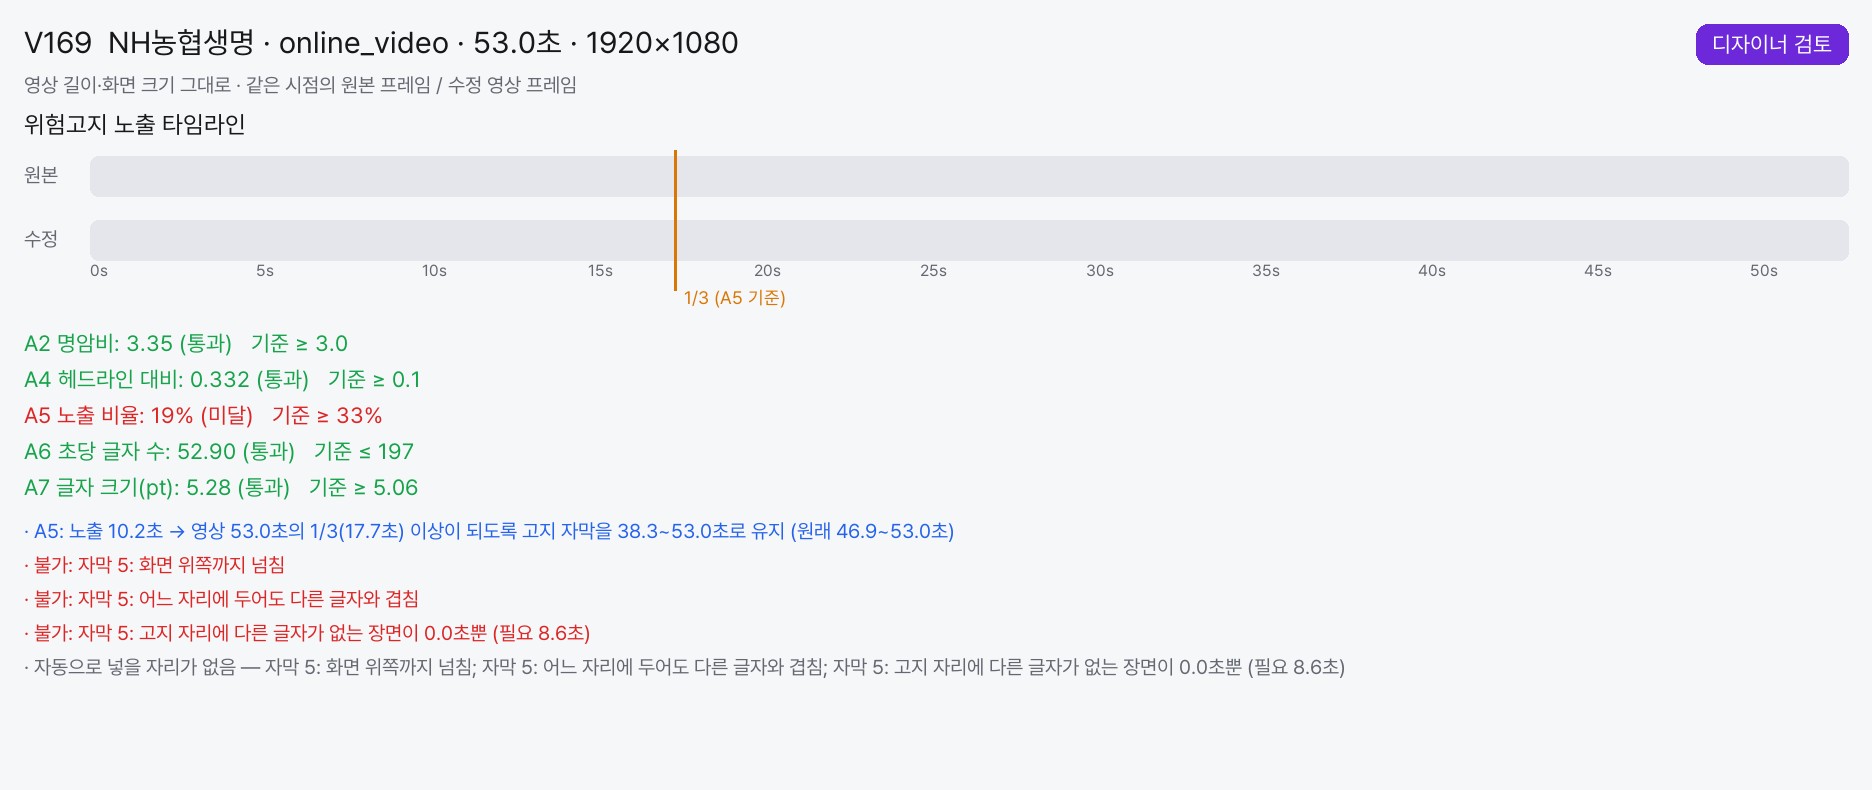 V169 NH농협생명 · online_video · 53.0초 · 1920×1080
디자이너 검토
영상 길이·화면 크기 그대로 · 같은 시점의 원본 프레임 / 수정 영상 프레임
위험고지 노출 타임라인
원본
수정
0s 5s 10s 15s 20s 25s 30s 35s 40s 45s 50s
1/3 (A5 기준)
A2 명암비: 3.35 (통과) 기준 ≥ 3.0
A4 헤드라인 대비: 0.332 (통과) 기준 ≥ 0.1
A5 노출 비율: 19% (미달) 기준 ≥ 33%
A6 초당 글자 수: 52.90 (통과) 기준 ≤ 197
A7 글자 크기(pt): 5.28 (통과) 기준 ≥ 5.06
· A5: 노출 10.2초 → 영상 53.0초의 1/3(17.7초) 이상이 되도록 고지 자막을 38.3~53.0초로 유지 (원래 46.9~53.0초)
· 불가: 자막 5: 화면 위쪽까지 넘침
· 불가: 자막 5: 어느 자리에 두어도 다른 글자와 겹침
· 불가: 자막 5: 고지 자리에 다른 글자가 없는 장면이 0.0초뿐 (필요 8.6초)
· 자동으로 넣을 자리가 없음 — 자막 5: 화면 위쪽까지 넘침; 자막 5: 어느 자리에 두어도 다른 글자와 겹침; 자막 5: 고지 자리에 다른 글자가 없는 장면이 0.0초뿐 (필요 8.6초)